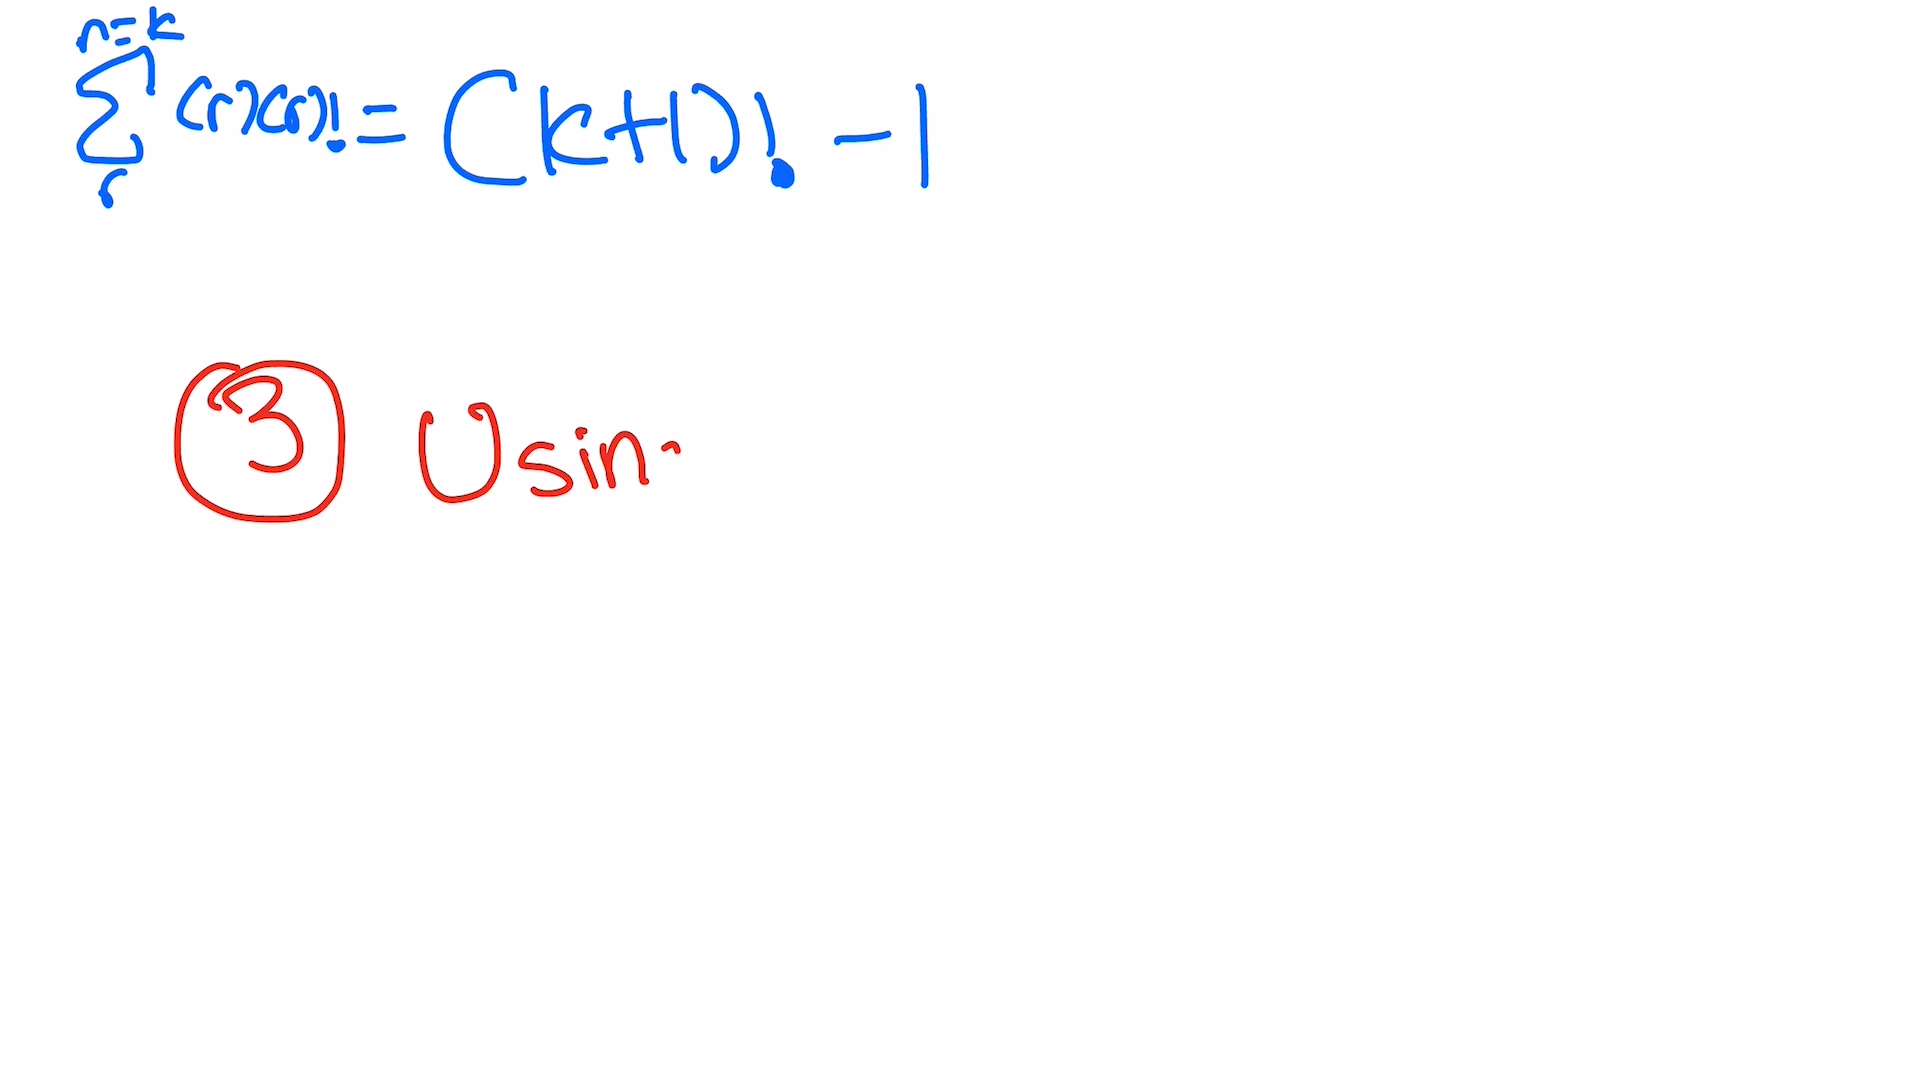 n=k
∑ (r)(r)! = (k+1)! - 1
r
③ Usin